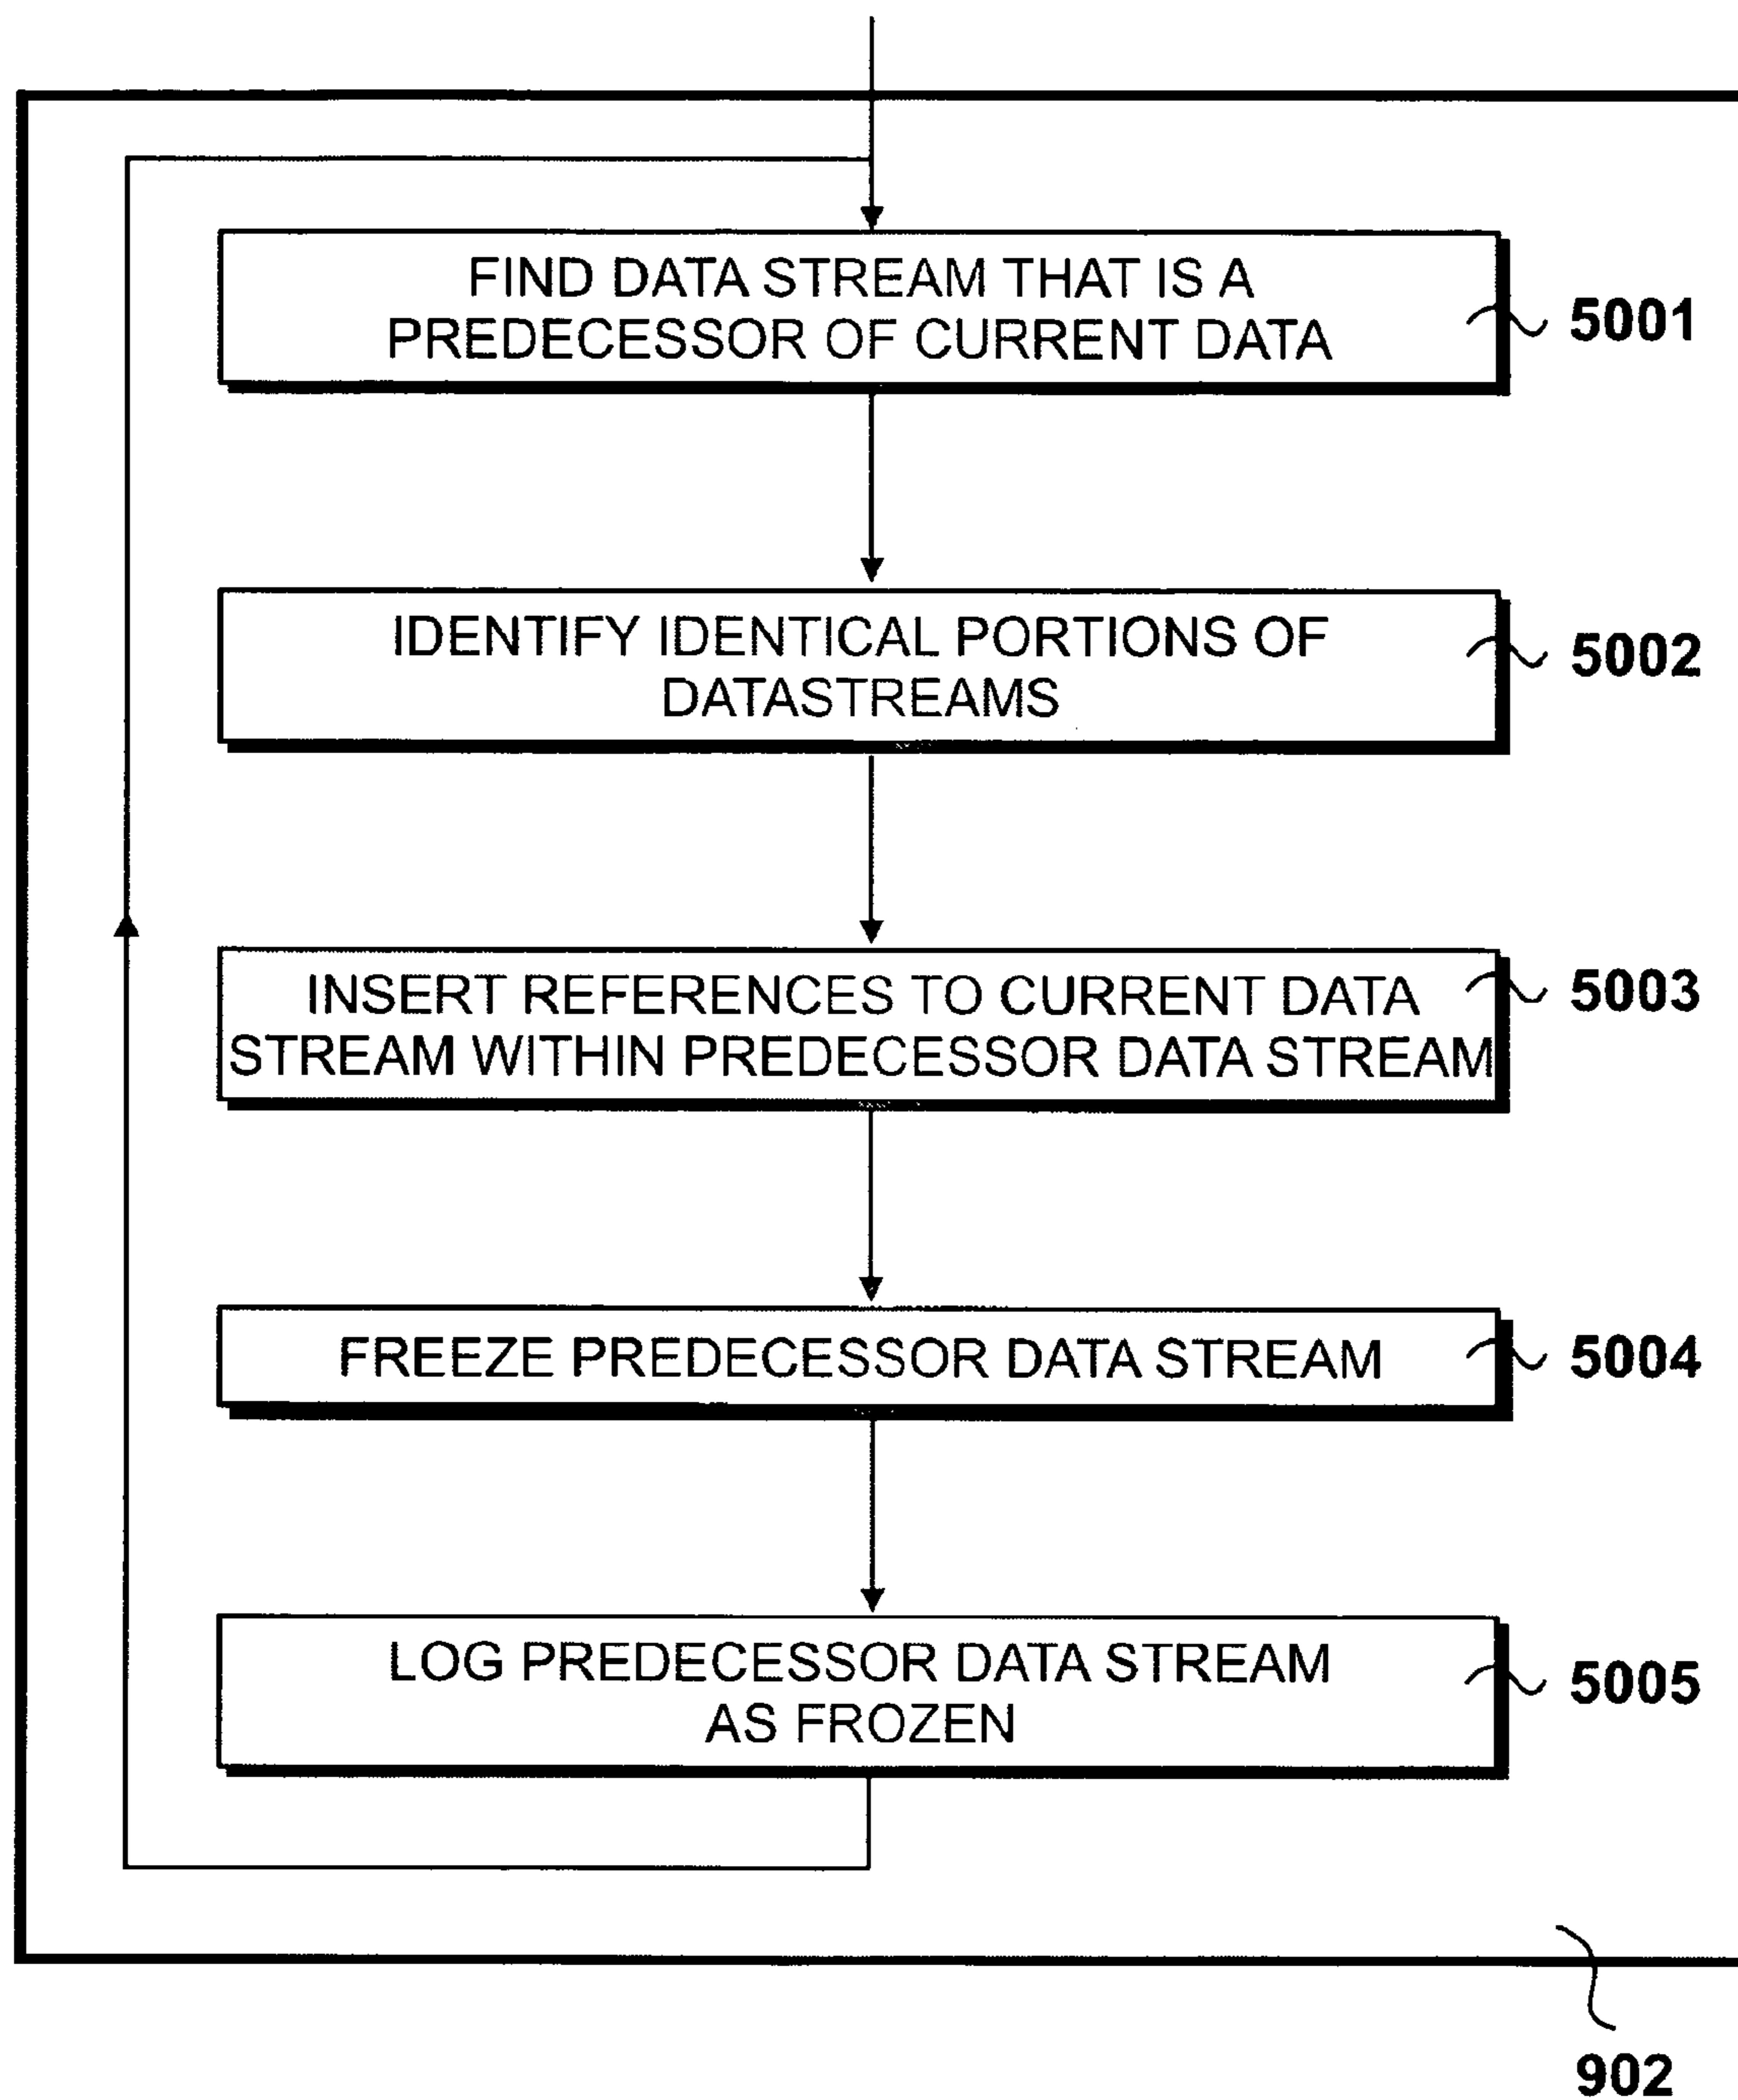 FIND DATA STREAM THAT IS A
PREDECESSOR OF CURRENT DATA
5001
IDENTIFY IDENTICAL PORTIONS OF
DATASTREAMS
5002
INSERT REFERENCES TO CURRENT DATA
STREAM WITHIN PREDECESSOR DATA STREAM
5003
FREEZE PREDECESSOR DATA STREAM
5004
LOG PREDECESSOR DATA STREAM
AS FROZEN
5005
902